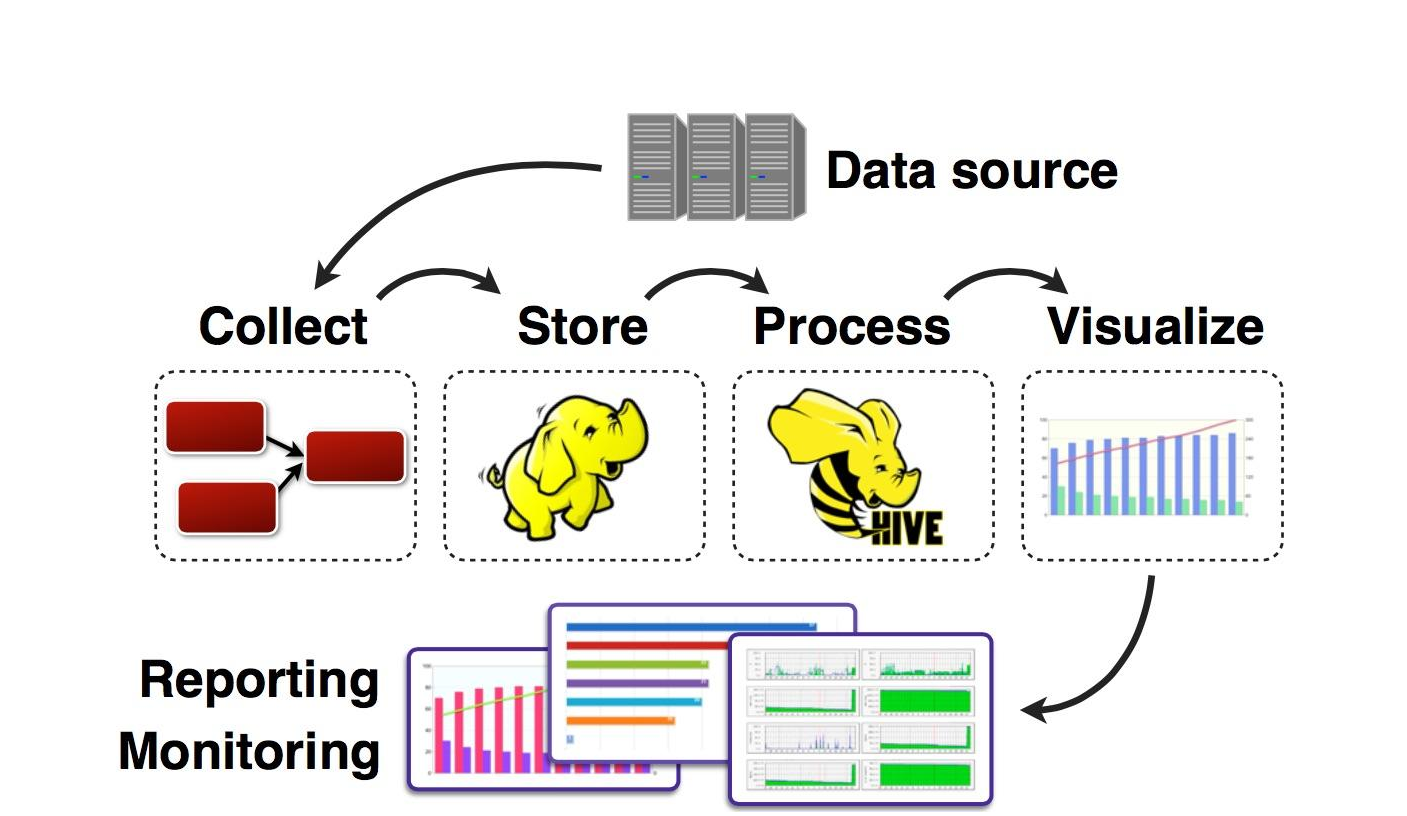 Data source
Collect
Store
Process
Visualize
HIVE
Reporting
Monitoring